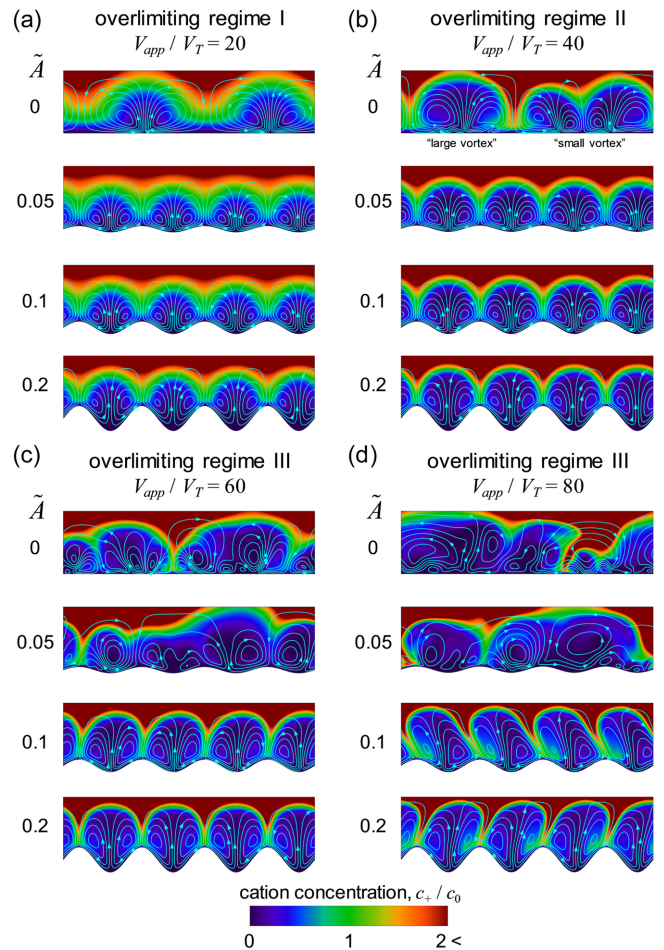 (a)
overlimiting regime I
V_app / V_T = 20
Ã
0
0.05
0.1
0.2
(b)
overlimiting regime II
V_app / V_T = 40
"large vortex"
"small vortex"
0
0.05
0.1
0.2
(c)
overlimiting regime III
V_app / V_T = 60
Ã
0
0.05
0.1
0.2
(d)
overlimiting regime III
V_app / V_T = 80
Ã
0
0.05
0.1
0.2
cation concentration, c₊ / c₀
0 1 2 <